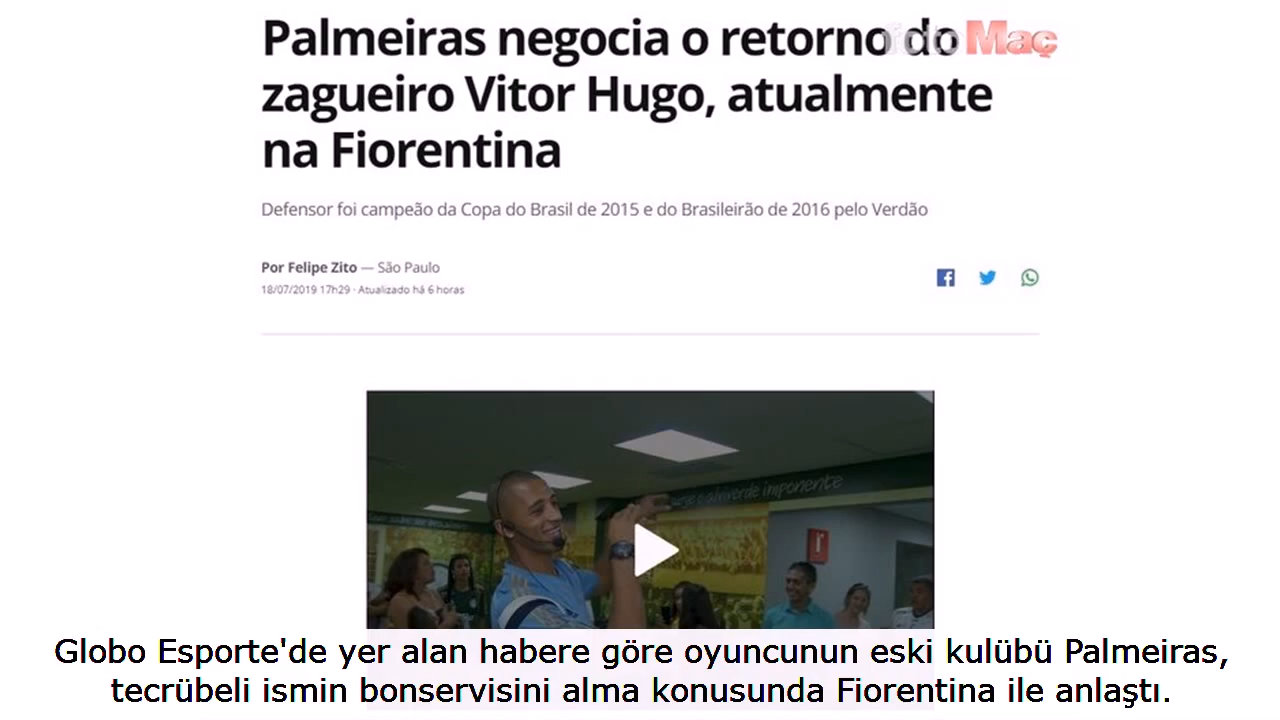 Palmeiras negocia o retorno do
fotoMaç
zagueiro Vitor Hugo, atualmente
na Fiorentina
Defensor foi campeão da Copa do Brasil de 2015 e do Brasileirão de 2016 pelo Verdão
Por Felipe Zito — São Paulo
18/07/2019 17h29 · Atualizado há 6 horas
alviverde imponente
Globo Esporte'de yer alan habere göre oyuncunun eski kulübü Palmeiras,
tecrübeli ismin bonservisini alma konusunda Fiorentina ile anlaştı.